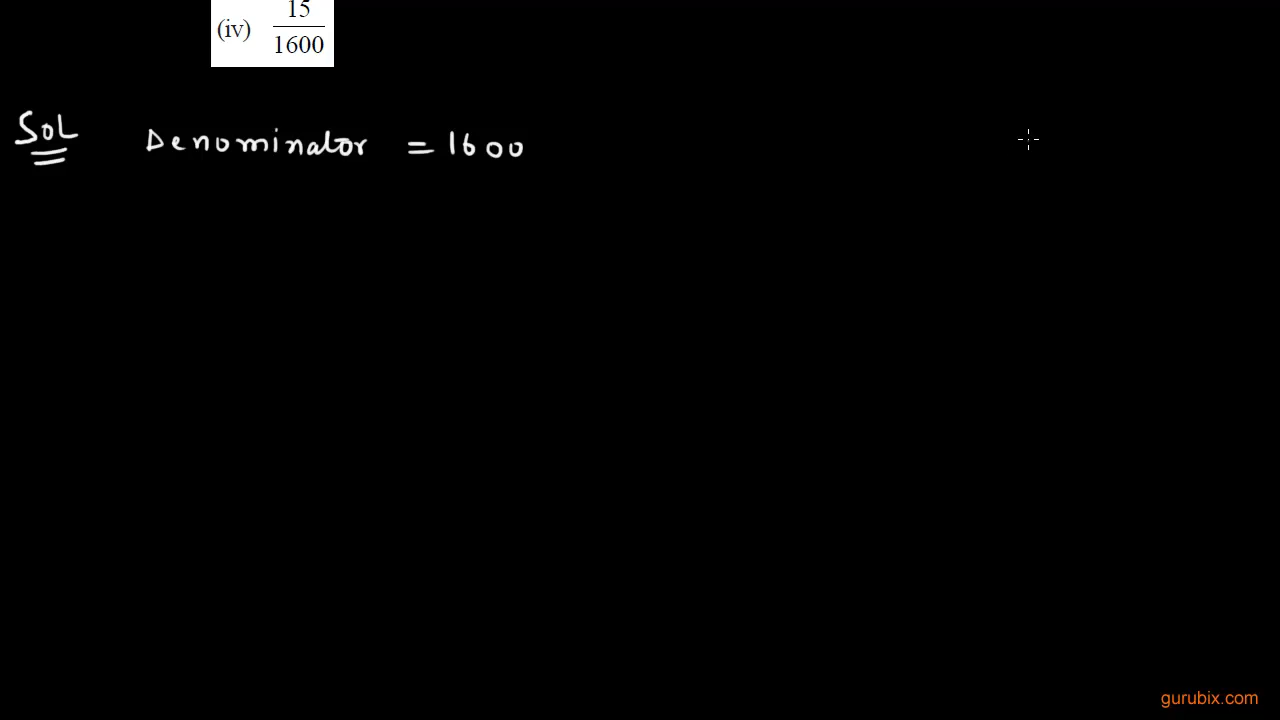 (iv) 15/1600
SOL Denominator = 1600
gurubix.com